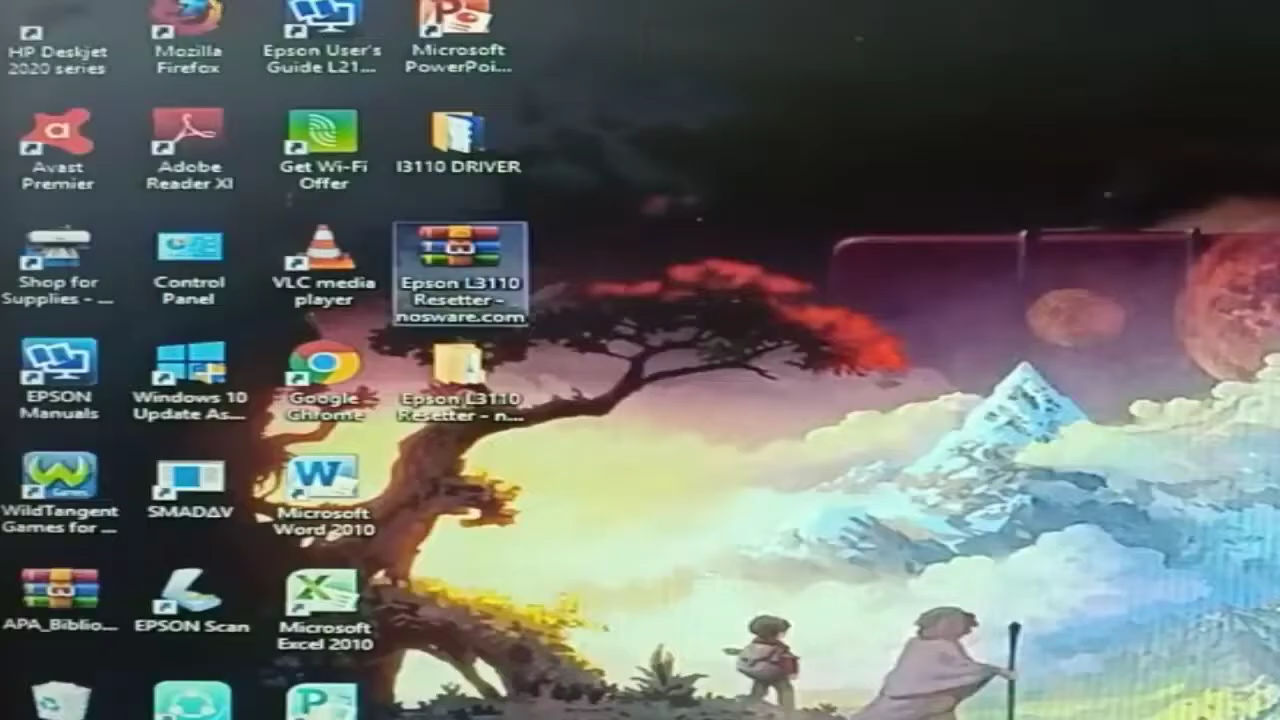 HP Deskjet
2020 series
Mozilla
Firefox
Epson User's
Guide L21...
Microsoft
PowerPoi...
Avast
Premier
Adobe
Reader XI
Get Wi-Fi
Offer
l3110 DRIVER
Shop for
Supplies - ...
Control
Panel
VLC media
player
Epson L3110
Resetter -
nosware.com
EPSON
Manuals
Windows 10
Update As...
Google
Chrome
Epson L3110
Resetter - n...
WildTangent
Games for ...
SMADΔV
Microsoft
Word 2010
APA_Biblio...
EPSON Scan
Microsoft
Excel 2010